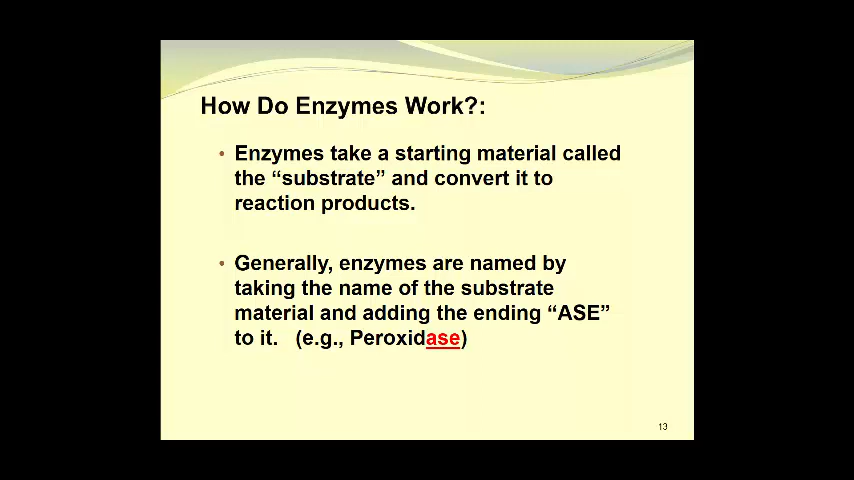 How Do Enzymes Work?:
• Enzymes take a starting material called
the “substrate” and convert it to
reaction products.
• Generally, enzymes are named by
taking the name of the substrate
material and adding the ending “ASE”
to it. (e.g., Peroxidase)
13